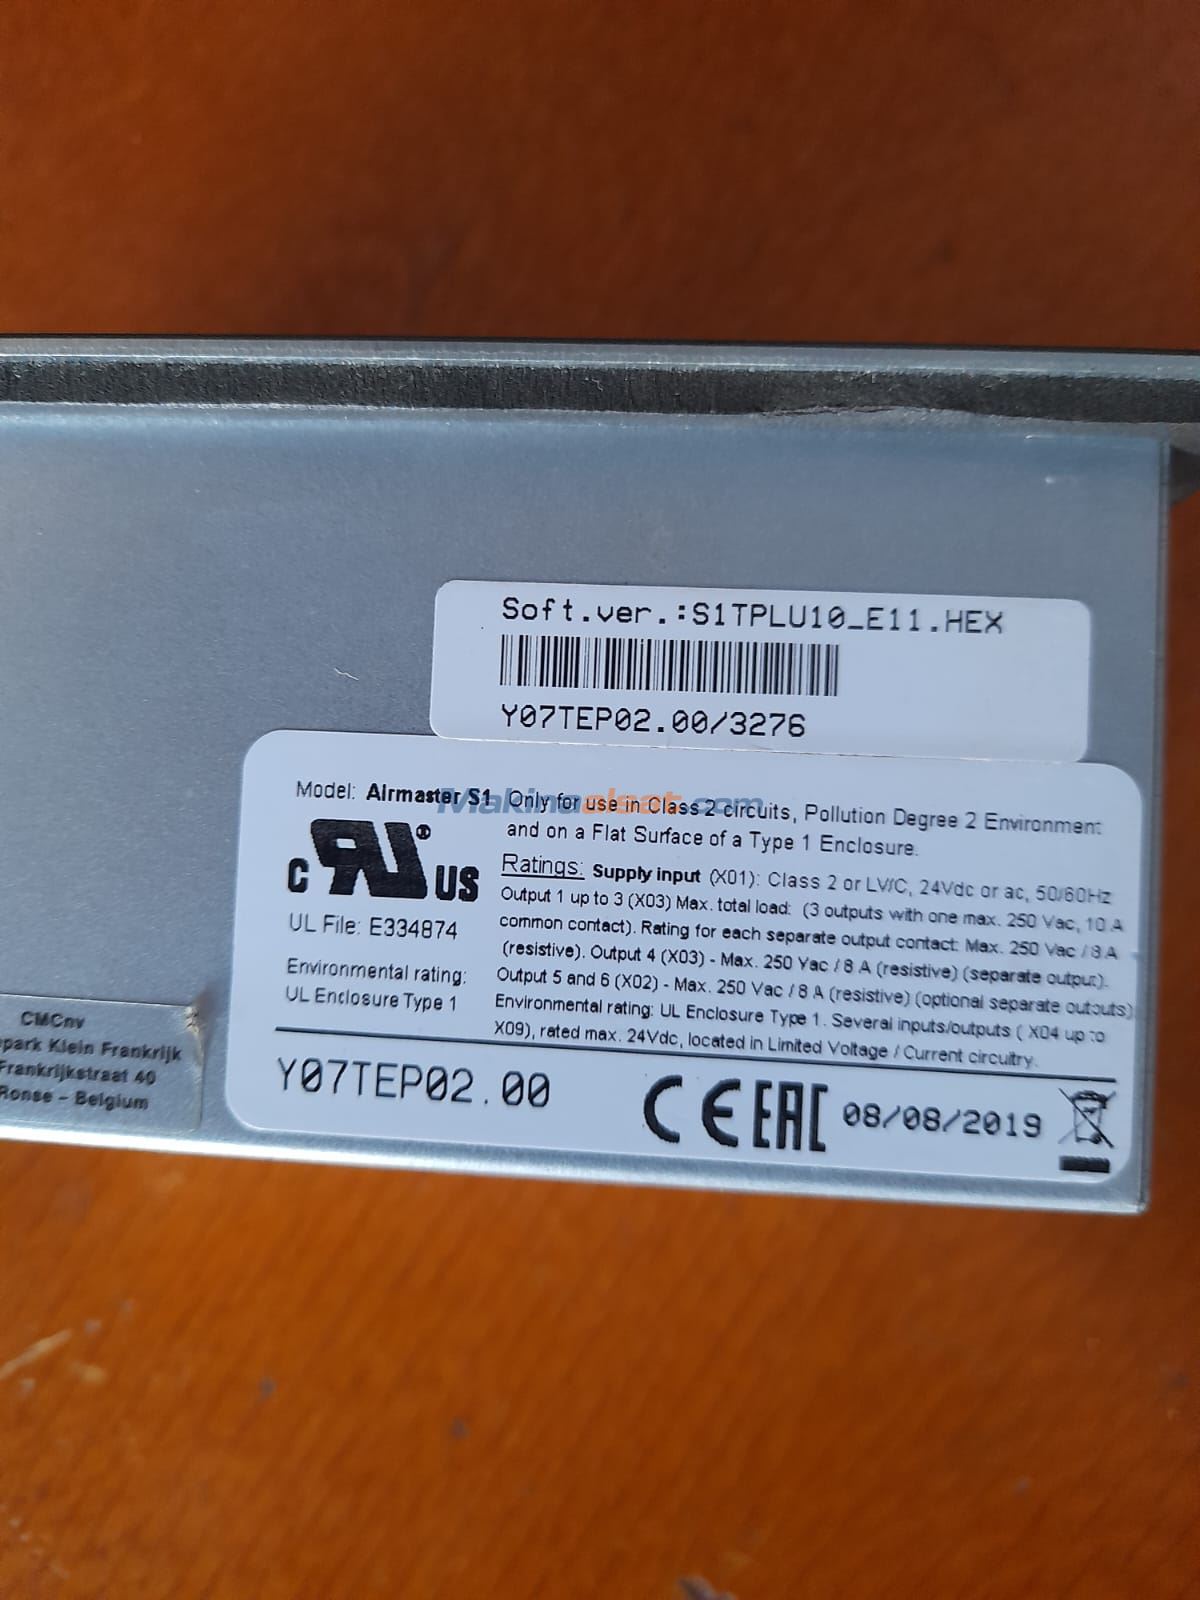 Soft.ver.:S1TPLU10_E11.HEX
Y07TEP02.00/3276
Model: Airmaster S1
Makinaalsat.com
Only for use in Class 2 circuits, Pollution Degree 2 Environment
and on a Flat Surface of a Type 1 Enclosure.
C RU ® US
UL File: E334874
Environmental rating:
UL Enclosure Type 1
Ratings: Supply input (X01): Class 2 or LV/C, 24Vdc or ac, 50/60Hz
Output 1 up to 3 (X03) Max. total load: (3 outputs with one max. 250 Vac, 10 A
common contact). Rating for each separate output contact: Max. 250 Vac / 8 A
(resistive). Output 4 (X03) - Max. 250 Vac / 8 A (resistive) (separate output).
Output 5 and 6 (X02) - Max. 250 Vac / 8 A (resistive) (optional separate outouts)
Environmental rating: UL Enclosure Type 1. Several inputs/outputs ( X04 up to
X09), rated max. 24Vdc, located in Limited Voltage / Current circuitry.
Y07TEP02.00
CE EAC 08/08/2019
CMCnv
park Klein Frankrijk
Frankrijkstraat 40
Ronse - Belgium